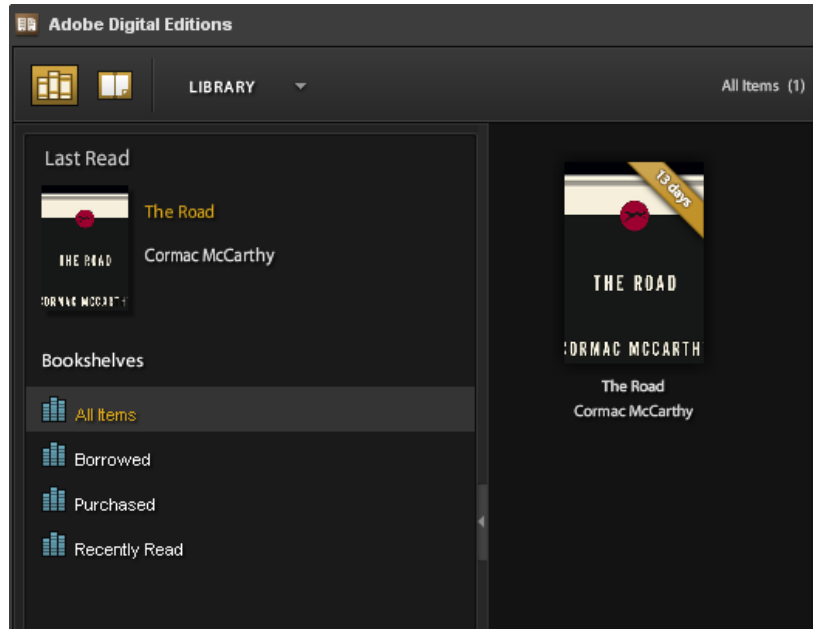 Adobe Digital Editions
LIBRARY
All Items (1)
Last Read
The Road
Cormac McCarthy
THE ROAD
CORMAC MCCART
Bookshelves
All Items
Borrowed
Purchased
Recently Read
13 days
THE ROAD
CORMAC MCCARTH
The Road
Cormac McCarthy